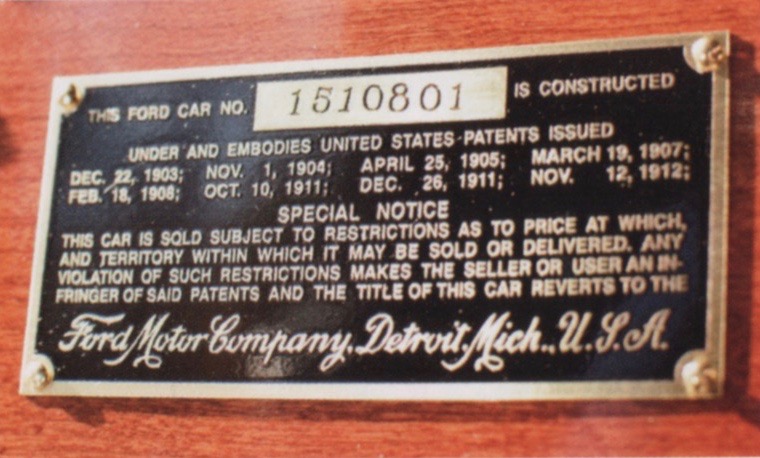 THIS FORD CAR NO. 1510801 IS CONSTRUCTED
UNDER AND EMBODIES UNITED STATES PATENTS ISSUED
DEC. 22, 1903; NOV. 1, 1904; APRIL 25, 1905; MARCH 19, 1907;
FEB. 18, 1908; OCT. 10, 1911; DEC. 26, 1911; NOV. 12, 1912;
SPECIAL NOTICE
THIS CAR IS SOLD SUBJECT TO RESTRICTIONS AS TO PRICE AT WHICH,
AND TERRITORY WITHIN WHICH IT MAY BE SOLD OR DELIVERED. ANY
VIOLATION OF SUCH RESTRICTIONS MAKES THE SELLER OR USER AN IN-
FRINGER OF SAID PATENTS AND THE TITLE OF THIS CAR REVERTS TO THE
Ford Motor Company, Detroit, Mich., U.S.A.